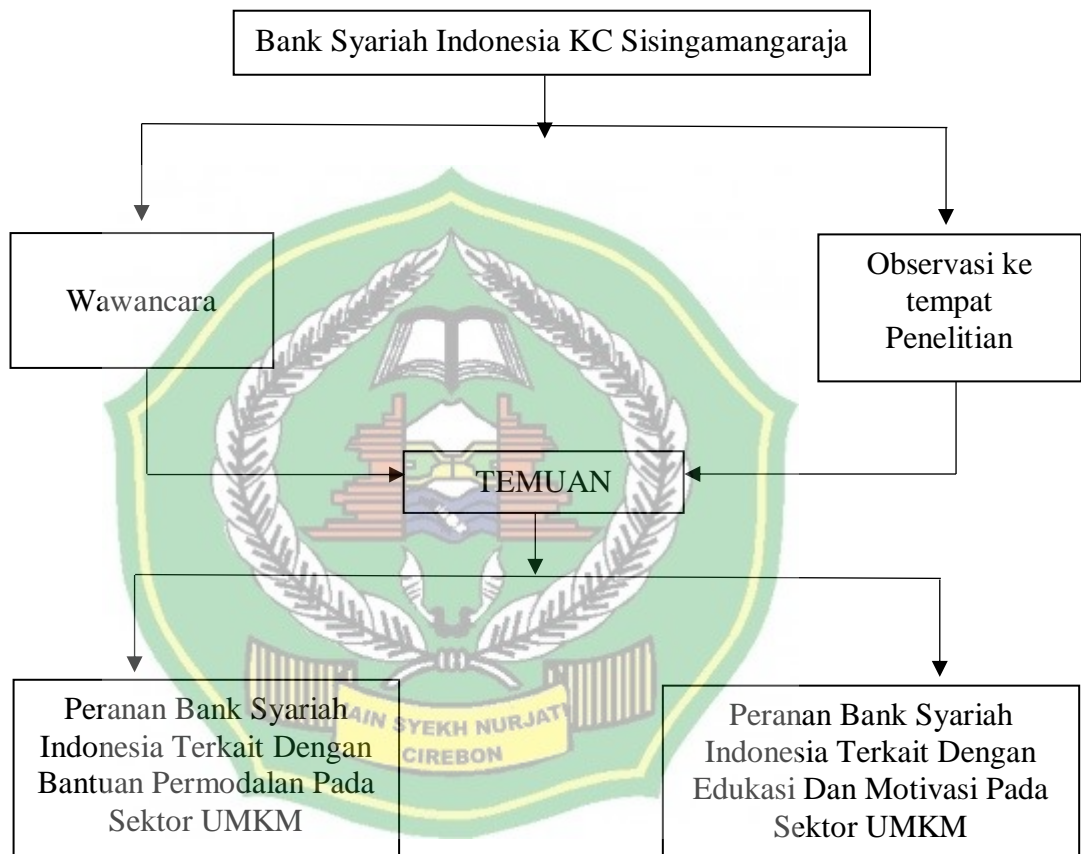 Bank Syariah Indonesia KC Sisingamangaraja
Wawancara
Observasi ke
tempat
Penelitian
TEMUAN
Peranan Bank Syariah
Indonesia Terkait Dengan
Bantuan Permodalan Pada
Sektor UMKM
Peranan Bank Syariah
Indonesia Terkait Dengan
Edukasi Dan Motivasi Pada
Sektor UMKM
IAIN SYEKH NURJATI
CIREBON